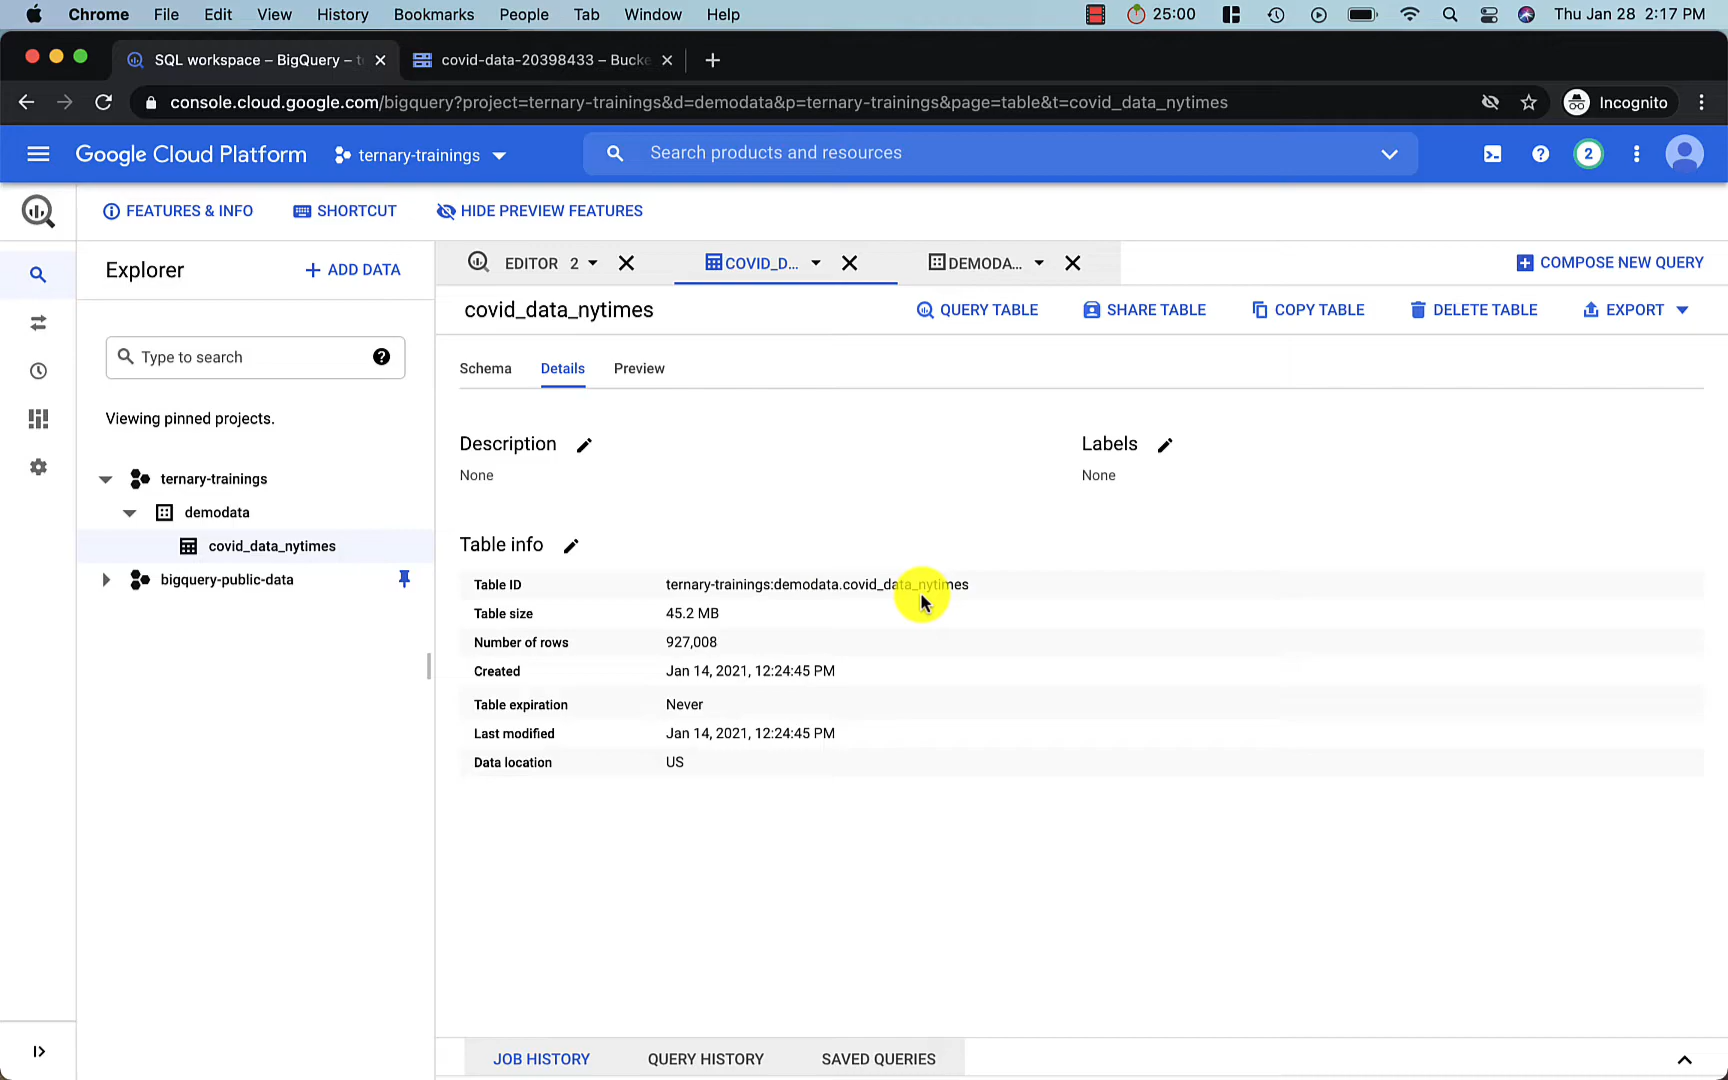 Chrome File Edit View History Bookmarks People Tab Window Help 25:00 Thu Jan 28 2:17 PM
SQL workspace – BigQuery – covid-data-20398433 – Bucke
console.cloud.google.com/bigquery?project=ternary-trainings&d=demodata&p=ternary-trainings&page=table&t=covid_data_nytimes Incognito
Google Cloud Platform ternary-trainings Search products and resources 2
FEATURES & INFO SHORTCUT HIDE PREVIEW FEATURES
Explorer + ADD DATA
EDITOR 2 COVID_D... DEMODA... COMPOSE NEW QUERY
covid_data_nytimes QUERY TABLE SHARE TABLE COPY TABLE DELETE TABLE EXPORT
Type to search
Schema Details Preview
Viewing pinned projects.
ternary-trainings
demodata
covid_data_nytimes
bigquery-public-data
Description Labels
None None
Table info
Table ID ternary-trainings:demodata.covid_data_nytimes
Table size 45.2 MB
Number of rows 927,008
Created Jan 14, 2021, 12:24:45 PM
Table expiration Never
Last modified Jan 14, 2021, 12:24:45 PM
Data location US
JOB HISTORY QUERY HISTORY SAVED QUERIES